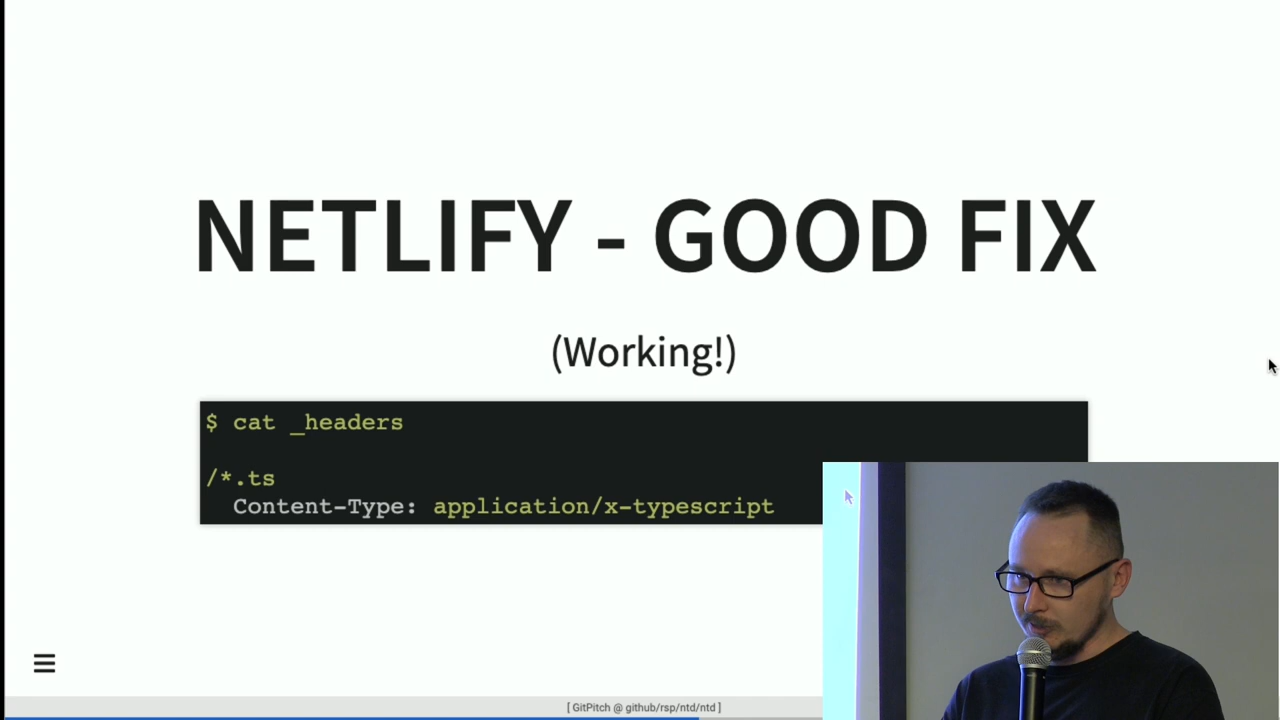 NETLIFY - GOOD FIX
(Working!)
$ cat _headers
/*.ts
Content-Type: application/x-typescript
[ GitPitch @ github/rsp/ntd/ntd ]